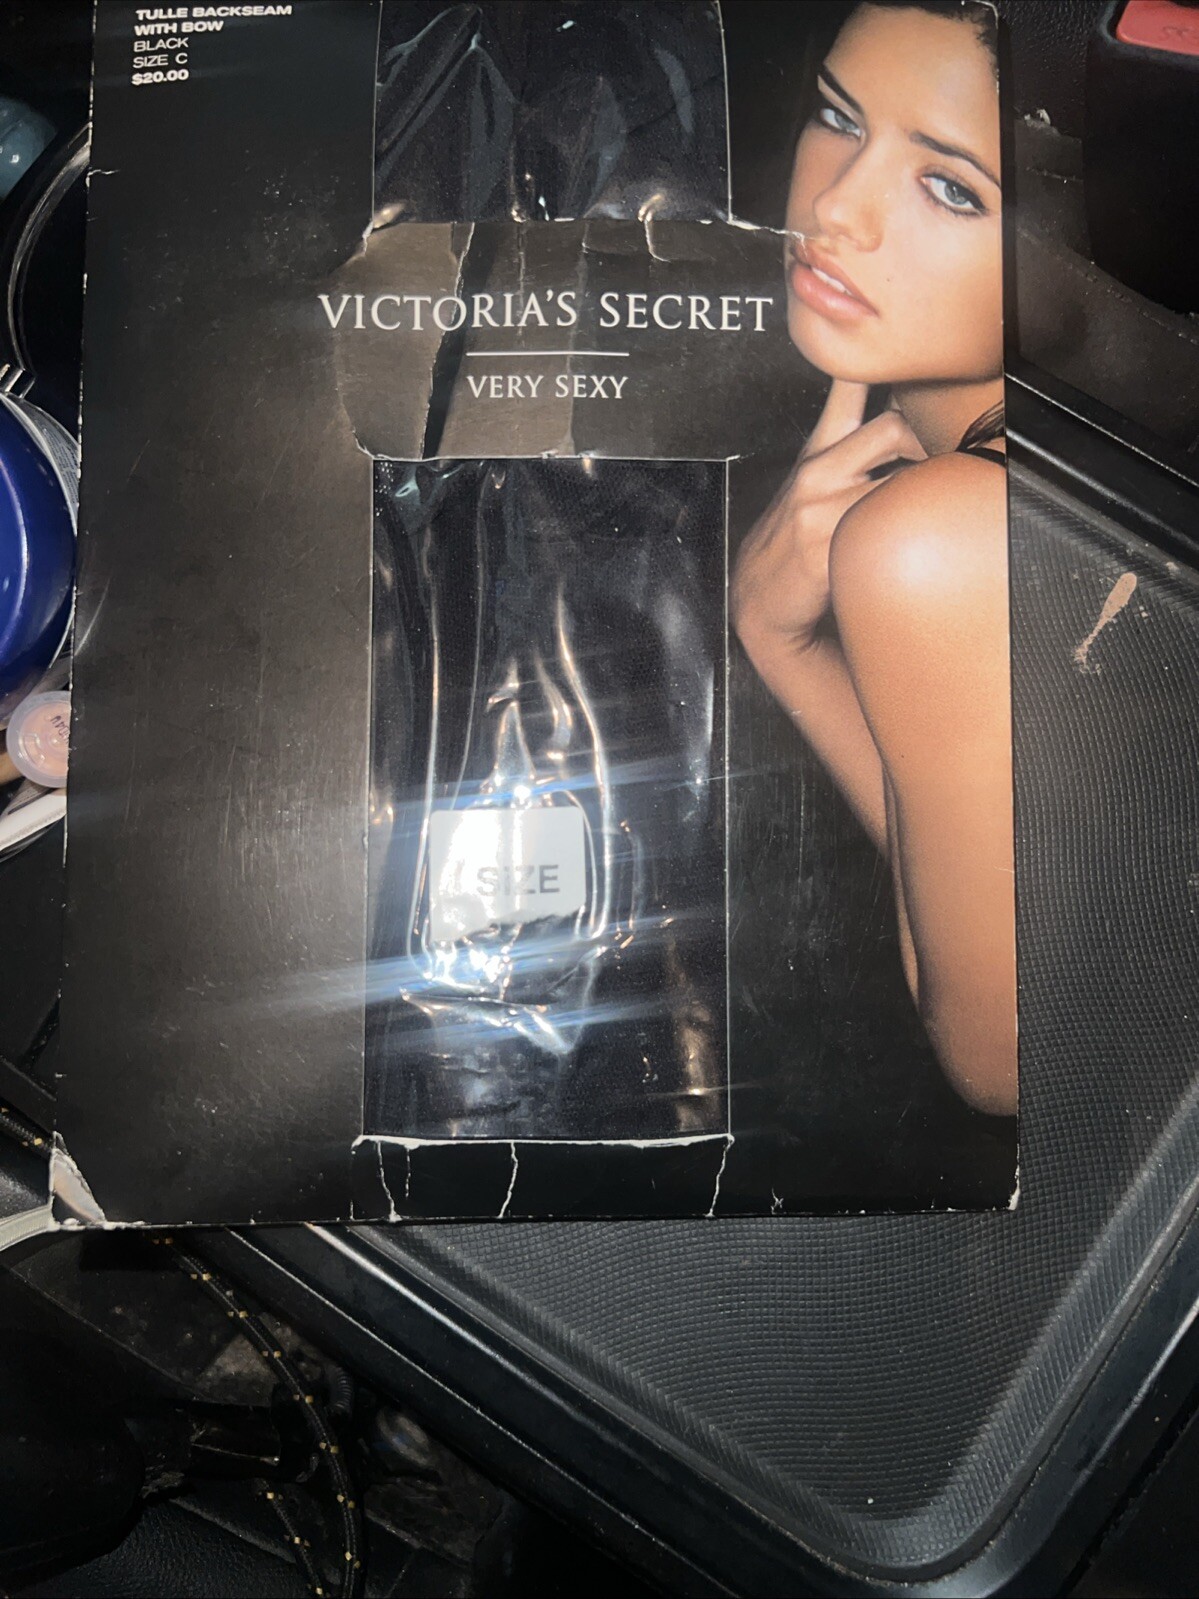 TULLE BACKSEAM
WITH BOW
BLACK
SIZE C
$20.00
VICTORIA'S SECRET
VERY SEXY
SIZE